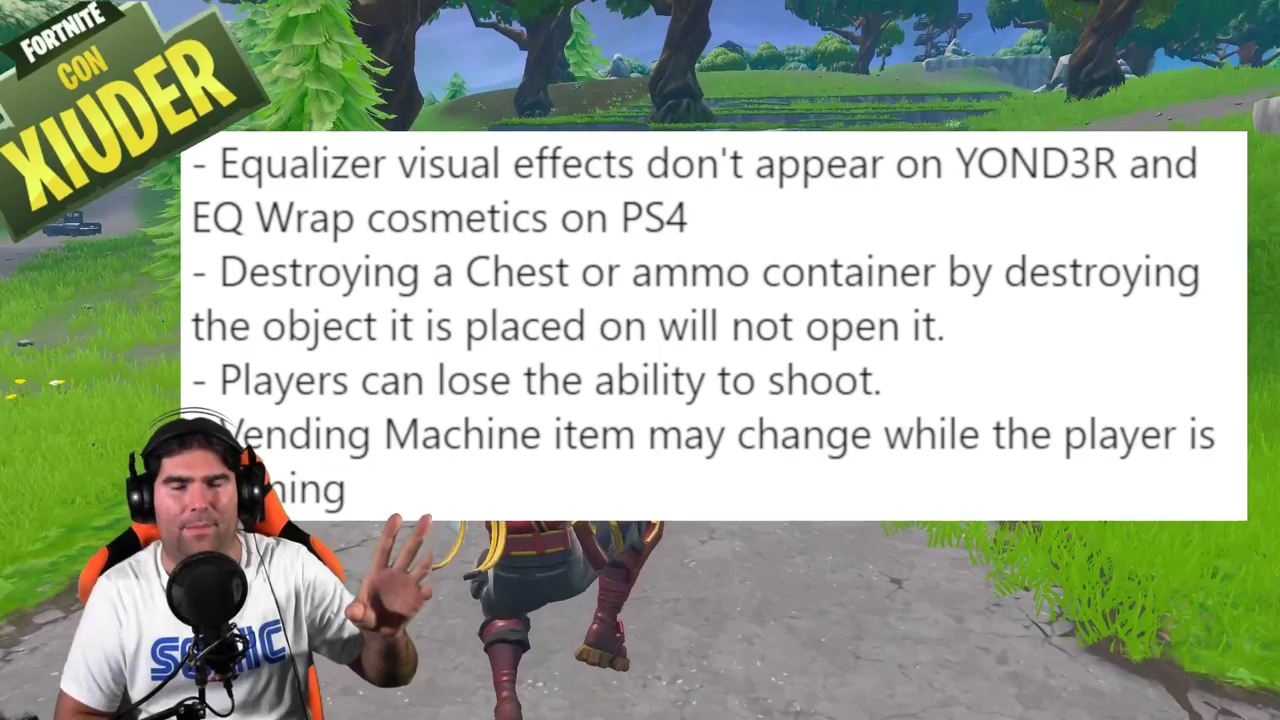 FORTNITE
CON
XIUDER
- Equalizer visual effects don't appear on YOND3R and
EQ Wrap cosmetics on PS4
- Destroying a Chest or ammo container by destroying
the object it is placed on will not open it.
- Players can lose the ability to shoot.
Vending Machine item may change while the player is
SONIC